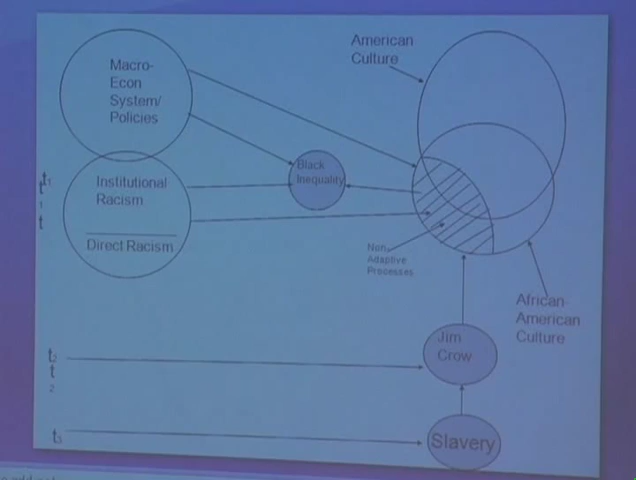 American
Culture
Macro-
Econ
System/
Policies
Black
Inequality
t1
t
1
t
Institutional
Racism
Direct Racism
Non-
Adaptive
Processes
African-
American
Culture
Jim
Crow
t2
t
2
t3
Slavery